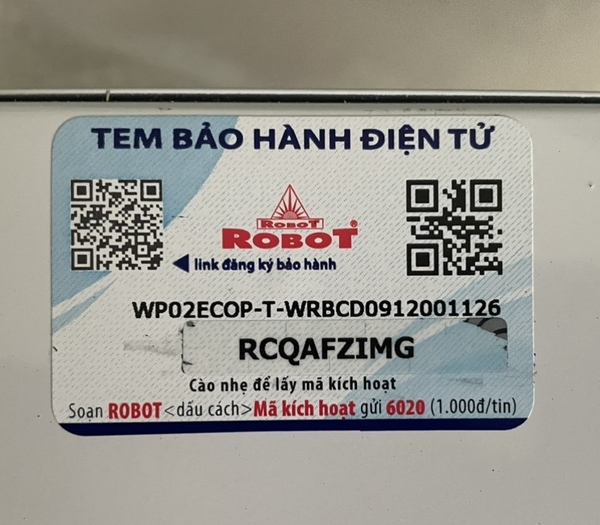 TEM BẢO HÀNH ĐIỆN TỬ
ROBOT
ROBOT®
link đăng ký bảo hành
WP02ECOP-T-WRBCD0912001126
RCQAFZIMG
Cào nhẹ để lấy mã kích hoạt
Soạn ROBOT<dấu cách>Mã kích hoạt gửi 6020 (1.000đ/tin)